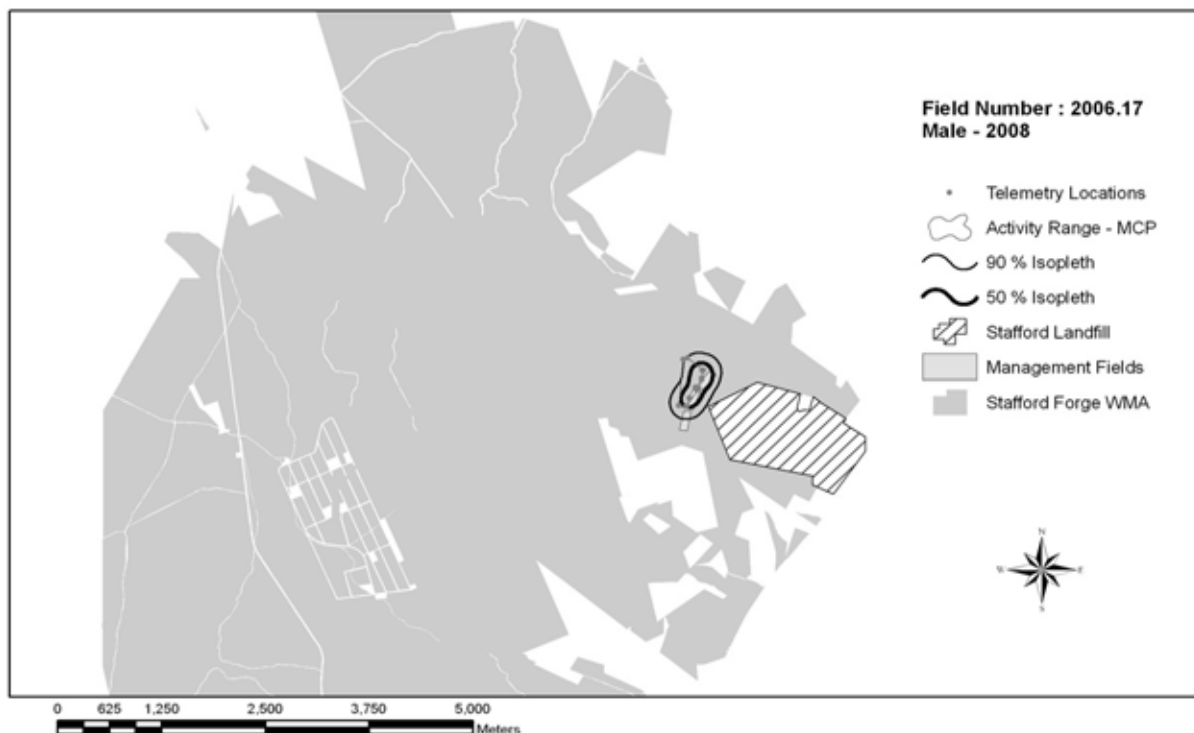 Field Number : 2006.17
Male - 2008
Telemetry Locations
Activity Range - MCP
90 % Isopleth
50 % Isopleth
Stafford Landfill
Management Fields
Stafford Forge WMA
N
W
E
S
0 625 1,250 2,500 3,750 5,000
Meters